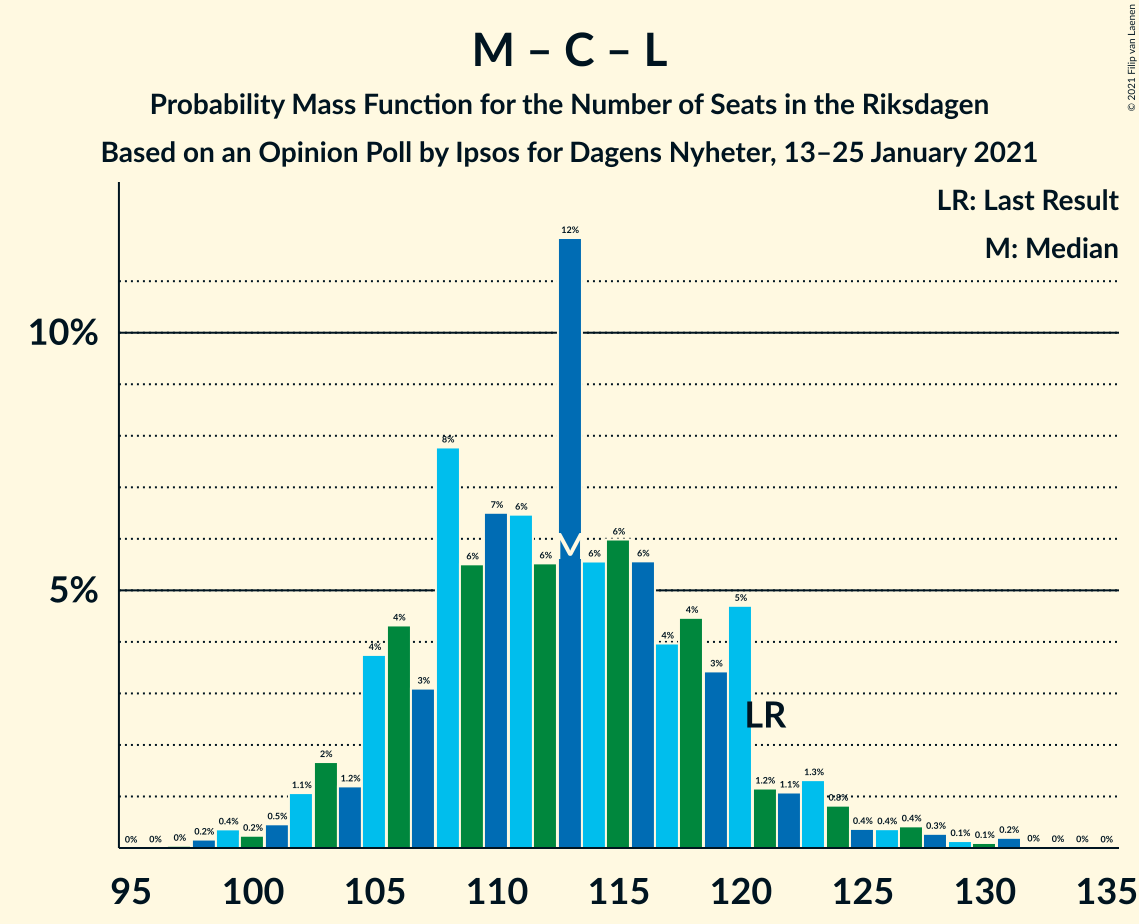 M – C – L
Probability Mass Function for the Number of Seats in the Riksdagen
Based on an Opinion Poll by Ipsos for Dagens Nyheter, 13–25 January 2021
© 2021 Filip van Laenen
LR: Last Result
M: Median
10%
5%
0% 0% 0% 0.2% 0.4% 0.2% 0.5% 1.1% 2% 1.2% 4% 4% 3% 8% 6% 7% 6% 6% 12% 6% 6% 6% 4% 4% 3% 5% 1.2% 1.1% 1.3% 0.8% 0.4% 0.4% 0.4% 0.3% 0.1% 0.1% 0.2% 0% 0% 0% 0%
M
LR
95 100 105 110 115 120 125 130 135